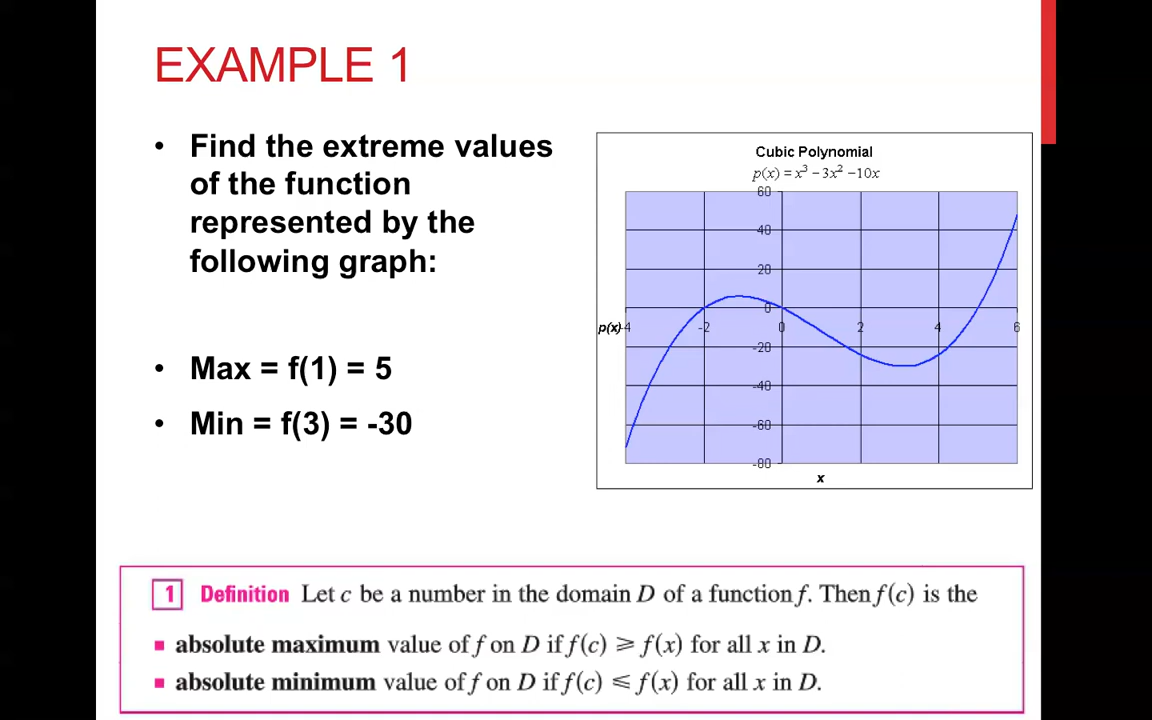 EXAMPLE 1
• Find the extreme values
of the function
represented by the
following graph:
• Max = f(1) = 5
• Min = f(3) = -30
Cubic Polynomial
p(x) = x³ − 3x² − 10x
60
40
20
0
-20
-40
-60
-80
p(x)
-4
-2
0
2
4
6
x
1 Definition Let c be a number in the domain D of a function f. Then f(c) is the
▪ absolute maximum value of f on D if f(c) ⩾ f(x) for all x in D.
▪ absolute minimum value of f on D if f(c) ⩽ f(x) for all x in D.